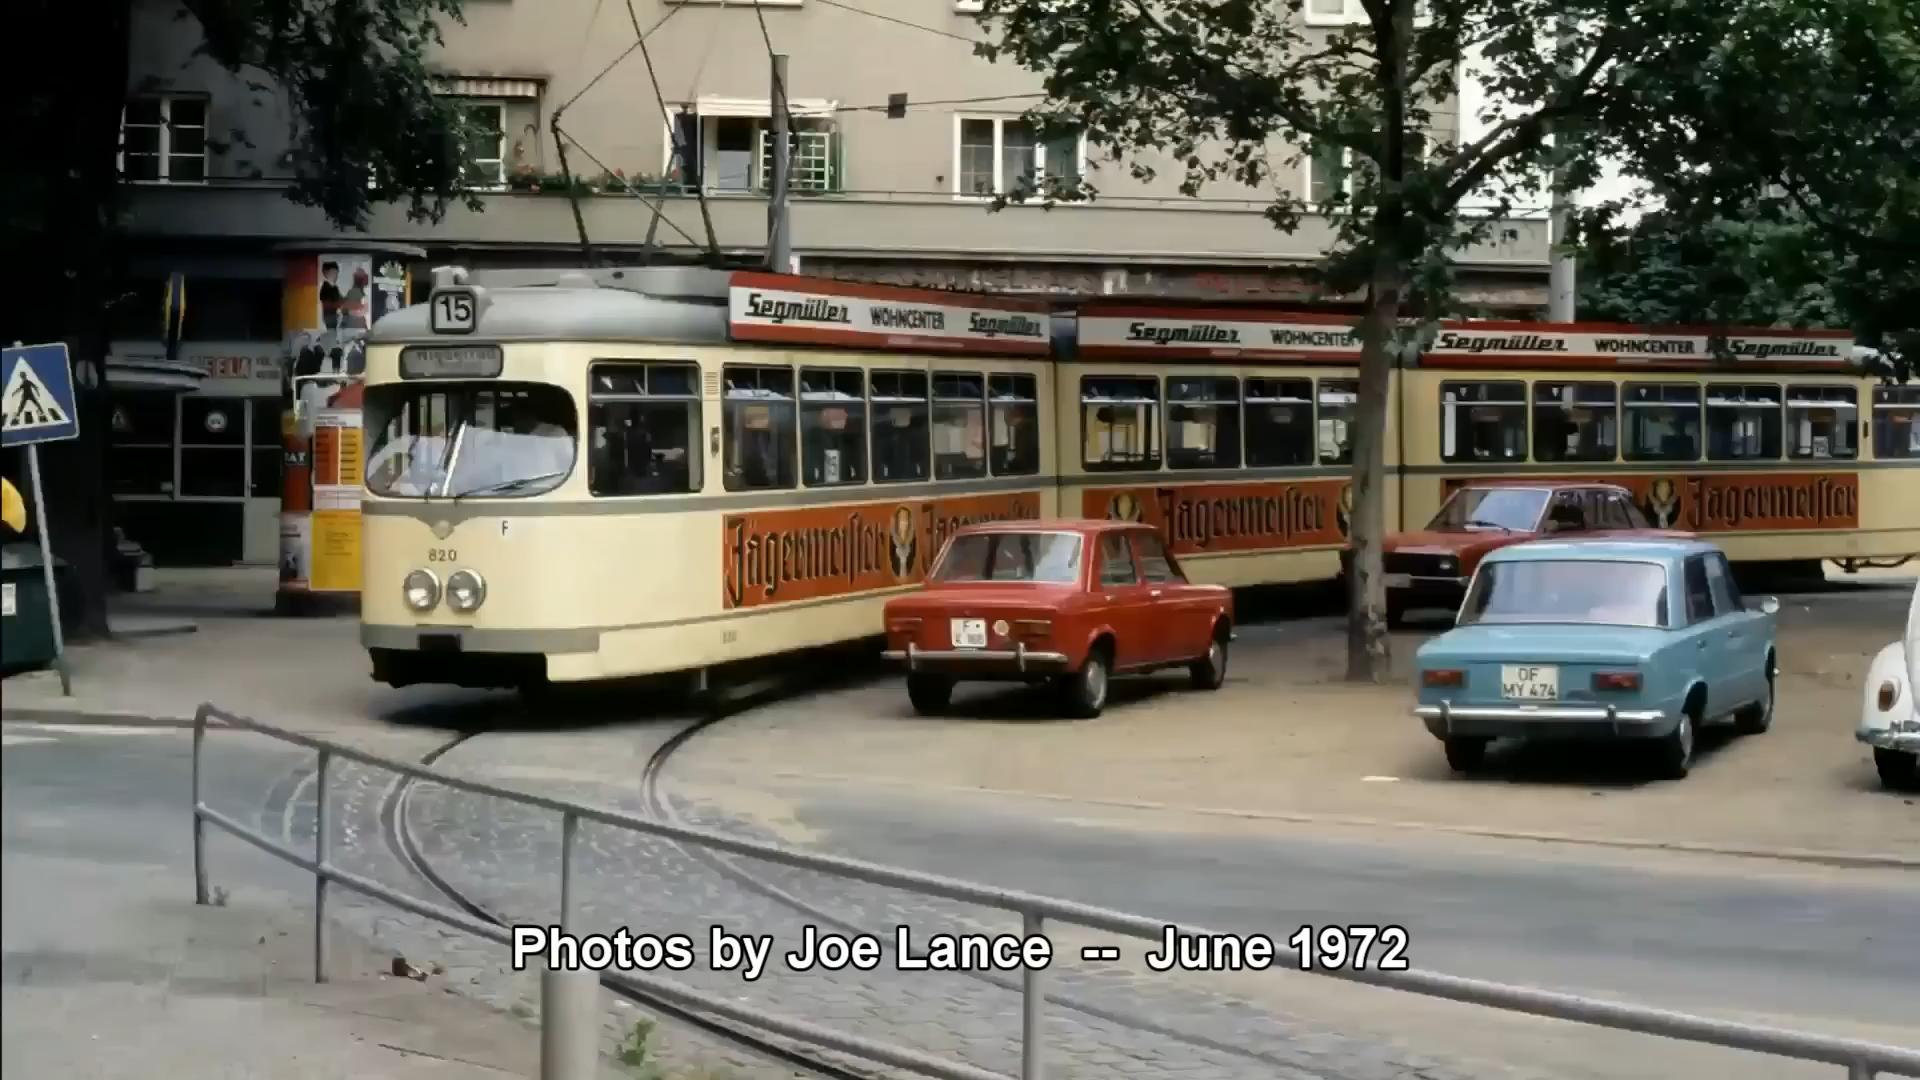 15
Segmüller WOHNCENTER Segmüller
Segmüller WOHNCENTER
Segmüller WOHNCENTER Segmüller
Jägermeister Jägermeister
Jägermeister
Jägermeister
F
820
F
OF
MY 474
Photos by Joe Lance -- June 1972